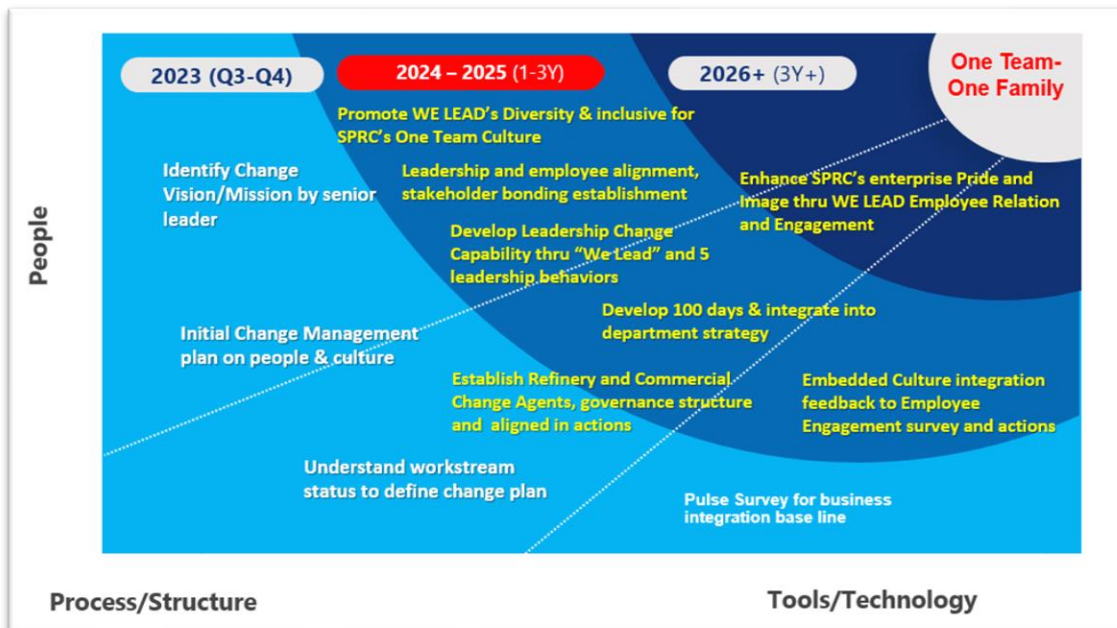 2023 (Q3-Q4)
2024 – 2025 (1-3Y)
2026+ (3Y+)
One Team-
One Family
Promote WE LEAD's Diversity & inclusive for
SPRC's One Team Culture
Identify Change
Vision/Mission by senior
leader
Leadership and employee alignment,
stakeholder bonding establishment
Enhance SPRC's enterprise Pride and
Image thru WE LEAD Employee Relation
and Engagement
Develop Leadership Change
Capability thru “We Lead” and 5
leadership behaviors
People
Develop 100 days & integrate into
department strategy
Initial Change Management
plan on people & culture
Establish Refinery and Commercial
Change Agents, governance structure
and aligned in actions
Embedded Culture integration
feedback to Employee
Engagement survey and actions
Understand workstream
status to define change plan
Pulse Survey for business
integration base line
Process/Structure
Tools/Technology